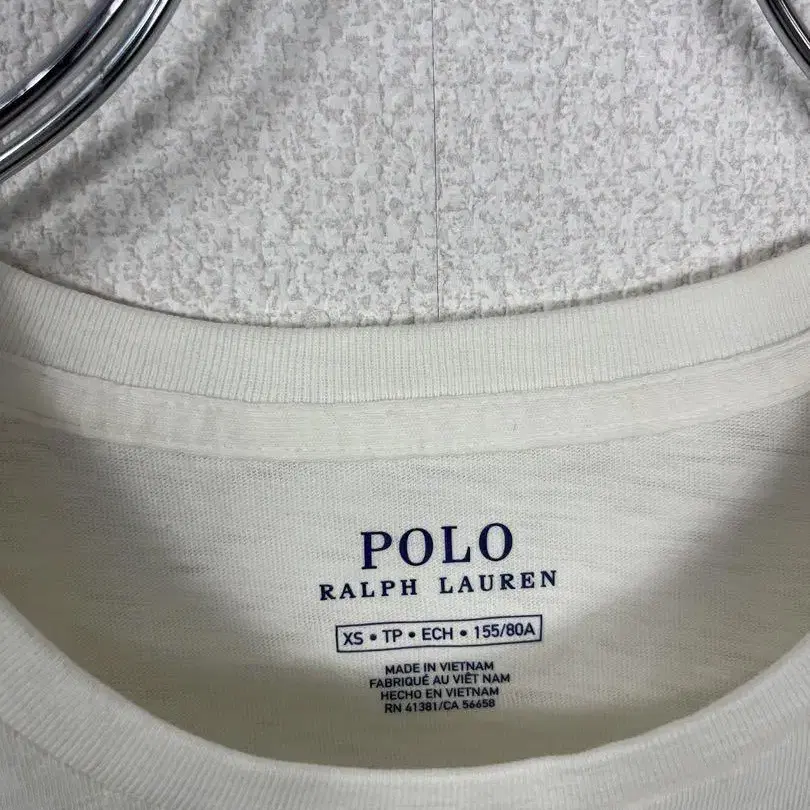 POLO
RALPH LAUREN
XS • TP • ECH • 155/80A
MADE IN VIETNAM
FABRIQUÉ AU VIÊT NAM
HECHO EN VIETNAM
RN 41381/CA 56658